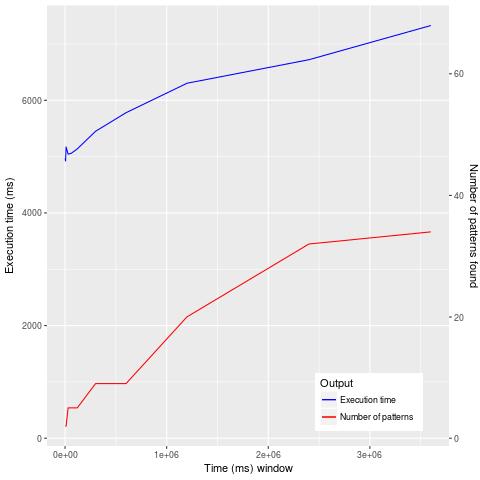 6000
4000
2000
0
Execution time (ms)
60
40
20
0
Number of patterns found
Output
Execution time
Number of patterns
0e+00 1e+06 2e+06 3e+06
Time (ms) window